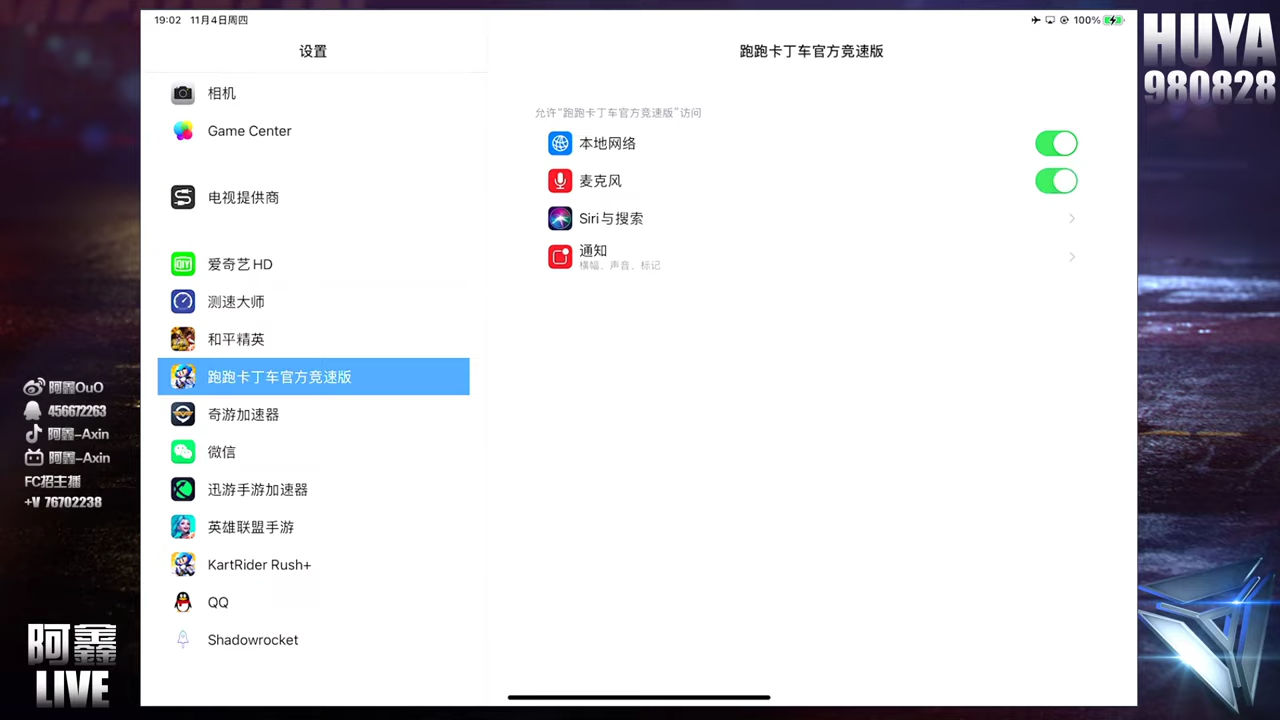 19:02 11月4日周四
100%
设置
相机
Game Center
电视提供商
爱奇艺HD
测速大师
和平精英
跑跑卡丁车官方竞速版
奇游加速器
微信
迅游手游加速器
英雄联盟手游
KartRider Rush+
QQ
Shadowrocket
跑跑卡丁车官方竞速版
允许“跑跑卡丁车官方竞速版”访问
本地网络
麦克风
Siri与搜索
通知
横幅、声音、标记
HUYA
980828
阿鑫OuO
456672263
阿鑫-Axin
阿鑫-Axin
FC招主播
+V 76702238
阿鑫
LIVE